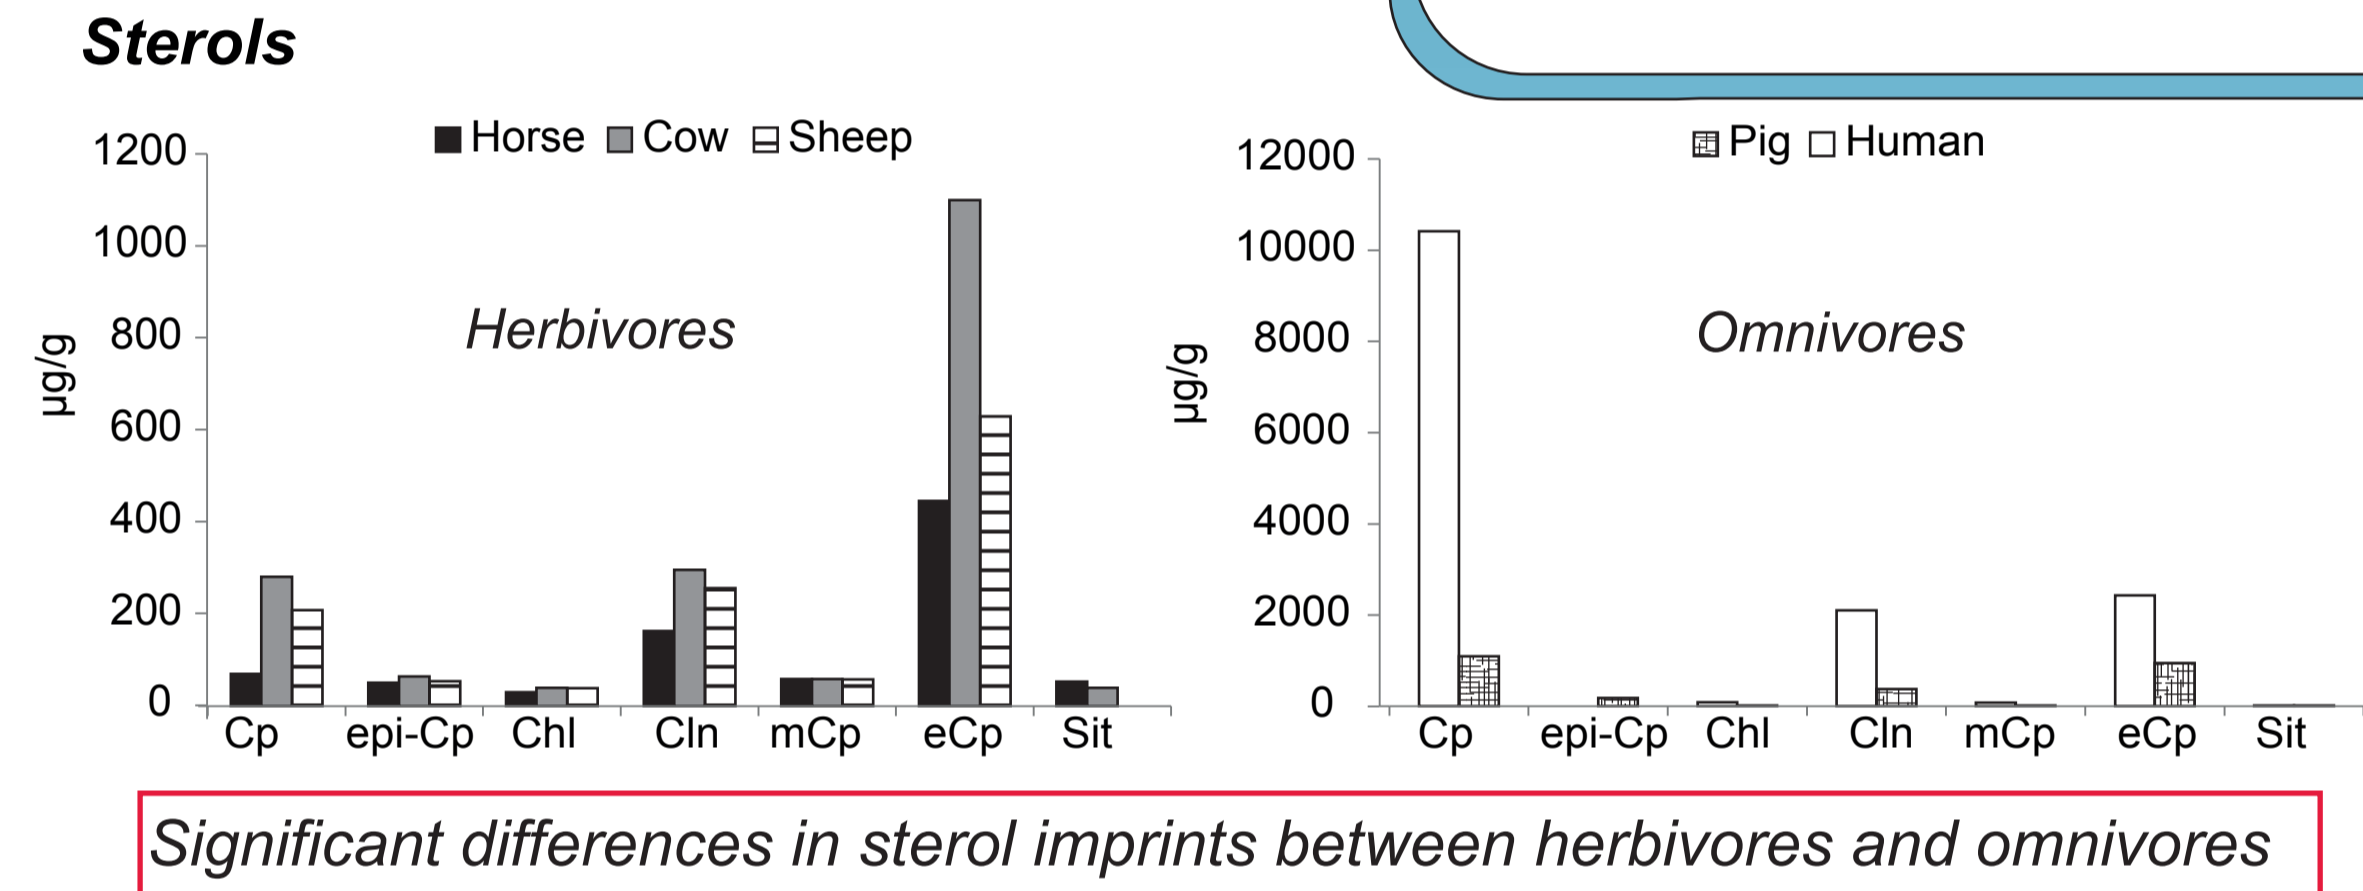 Sterols
Horse Cow Sheep
1200
1000
800
600
400
200
0
µg/g
Herbivores
Cp epi-Cp Chl Cln mCp eCp Sit
Pig Human
12000
10000
8000
6000
4000
2000
0
µg/g
Omnivores
Cp epi-Cp Chl Cln mCp eCp Sit
Significant differences in sterol imprints between herbivores and omnivores